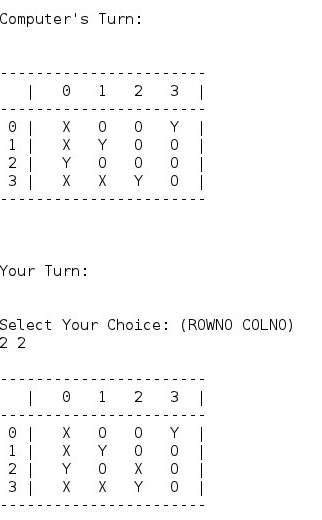 Computer's Turn:
-----------------------
   |   0   1   2   3  |
-----------------------
 0 |   X   O   O   Y  |
 1 |   X   Y   O   O  |
 2 |   Y   O   O   O  |
 3 |   X   X   Y   O  |
-----------------------
Your Turn:
Select Your Choice: (ROWNO COLNO)
2 2
-----------------------
   |   0   1   2   3  |
-----------------------
 0 |   X   O   O   Y  |
 1 |   X   Y   O   O  |
 2 |   Y   O   X   O  |
 3 |   X   X   Y   O  |
-----------------------